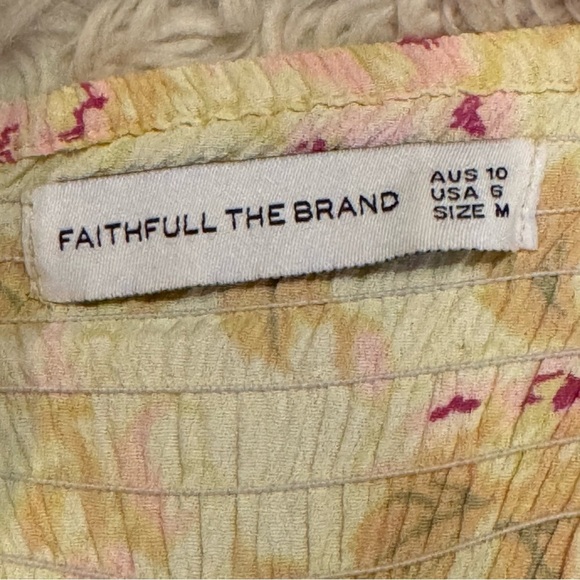 FAITHFULL THE BRAND
AUS 10
USA 6
SIZE M